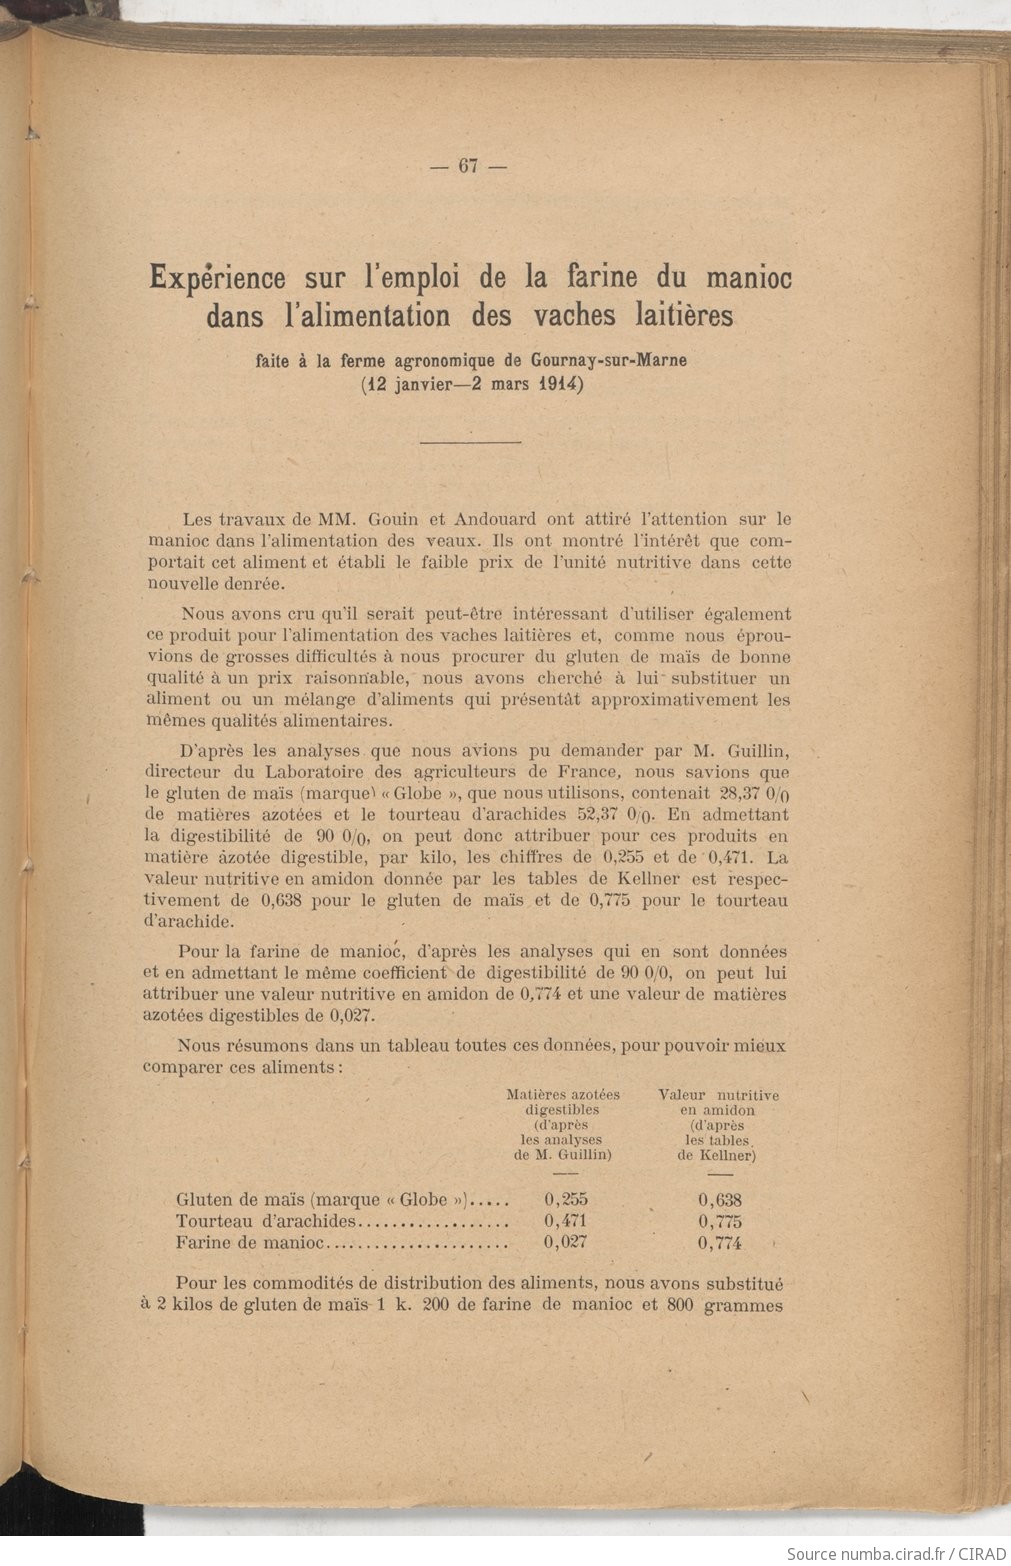 — 67 —
Expérience sur l'emploi de la farine du manioc
dans l'alimentation des vaches laitières
faite à la ferme agronomique de Gournay-sur-Marne
(12 janvier—2 mars 1914)
Les travaux de MM. Gouin et Andouard ont attiré l'attention sur le
manioc dans l'alimentation des veaux. Ils ont montré l'intérêt que com-
portait cet aliment et établi le faible prix de l'unité nutritive dans cette
nouvelle denrée.
Nous avons cru qu'il serait peut-être intéressant d'utiliser également
ce produit pour l'alimentation des vaches laitières et, comme nous éprou-
vions de grosses difficultés à nous procurer du gluten de maïs de bonne
qualité à un prix raisonnable, nous avons cherché à lui substituer un
aliment ou un mélange d'aliments qui présentât approximativement les
mêmes qualités alimentaires.
D'après les analyses que nous avions pu demander par M. Guillin,
directeur du Laboratoire des agriculteurs de France, nous savions que
le gluten de maïs (marque) « Globe », que nous utilisons, contenait 28,37 0/0
de matières azotées et le tourteau d'arachides 52,37 0/0. En admettant
la digestibilité de 90 0/0, on peut donc attribuer pour ces produits en
matière azotée digestible, par kilo, les chiffres de 0,255 et de 0,471. La
valeur nutritive en amidon donnée par les tables de Kellner est respec-
tivement de 0,638 pour le gluten de maïs et de 0,775 pour le tourteau
d'arachide.
Pour la farine de manioc, d'après les analyses qui en sont données
et en admettant le même coefficient de digestibilité de 90 0/0, on peut lui
attribuer une valeur nutritive en amidon de 0,774 et une valeur de matières
azotées digestibles de 0,027.
Nous résumons dans un tableau toutes ces données, pour pouvoir mieux
comparer ces aliments :
Matières azotées Valeur nutritive
digestibles en amidon
(d'après (d'après
les analyses les tables
de M. Guillin) de Kellner)
Gluten de maïs (marque « Globe »)..... 0,255 0,638
Tourteau d'arachides.................. 0,471 0,775
Farine de manioc...................... 0,027 0,774
Pour les commodités de distribution des aliments, nous avons substitué
à 2 kilos de gluten de maïs 1 k. 200 de farine de manioc et 800 grammes
Source numba.cirad.fr / CIRAD